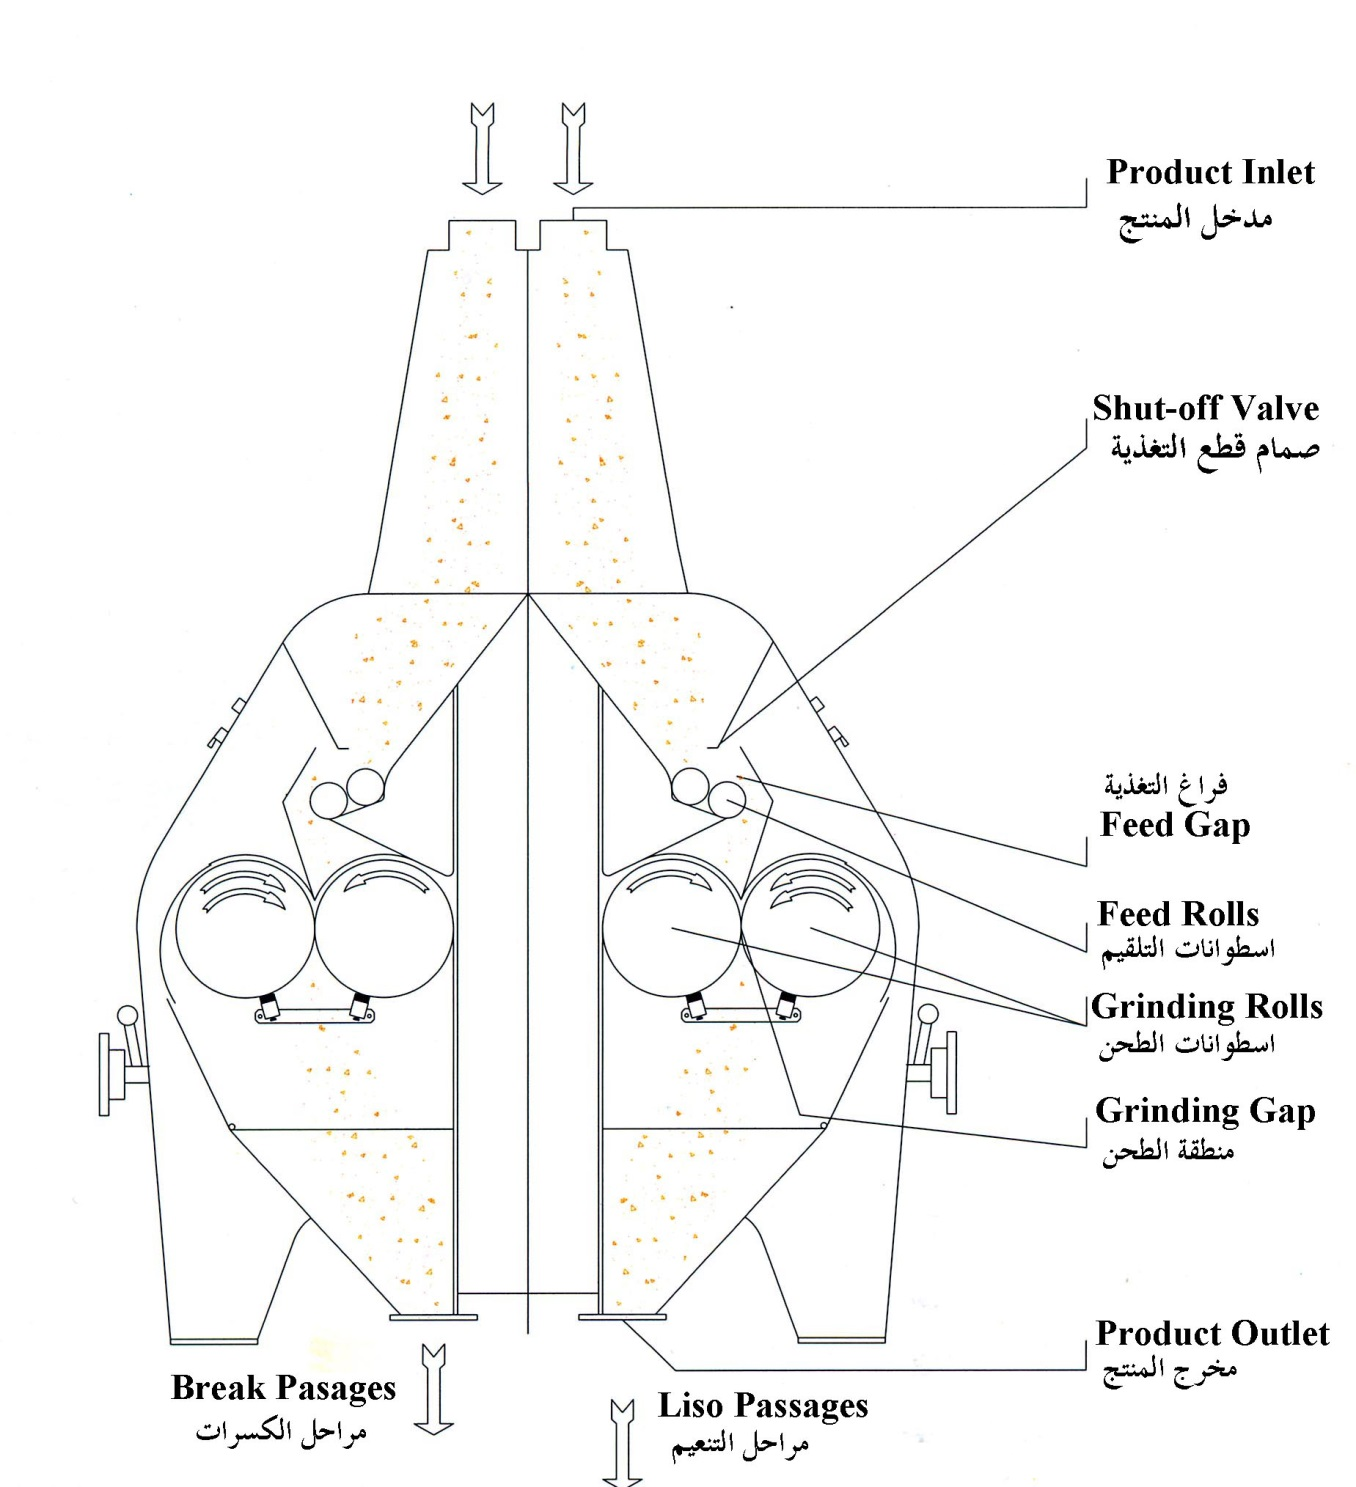 Product Inlet
مدخل المنتج
Shut-off Valve
صمام قطع التغذية
فراغ التغذية
Feed Gap
Feed Rolls
اسطوانات التلقيم
Grinding Rolls
اسطوانات الطحن
Grinding Gap
منطقة الطحن
Product Outlet
مخرج المنتج
Break Pasages
مراحل الكسرات
Liso Passages
مراحل التنعيم